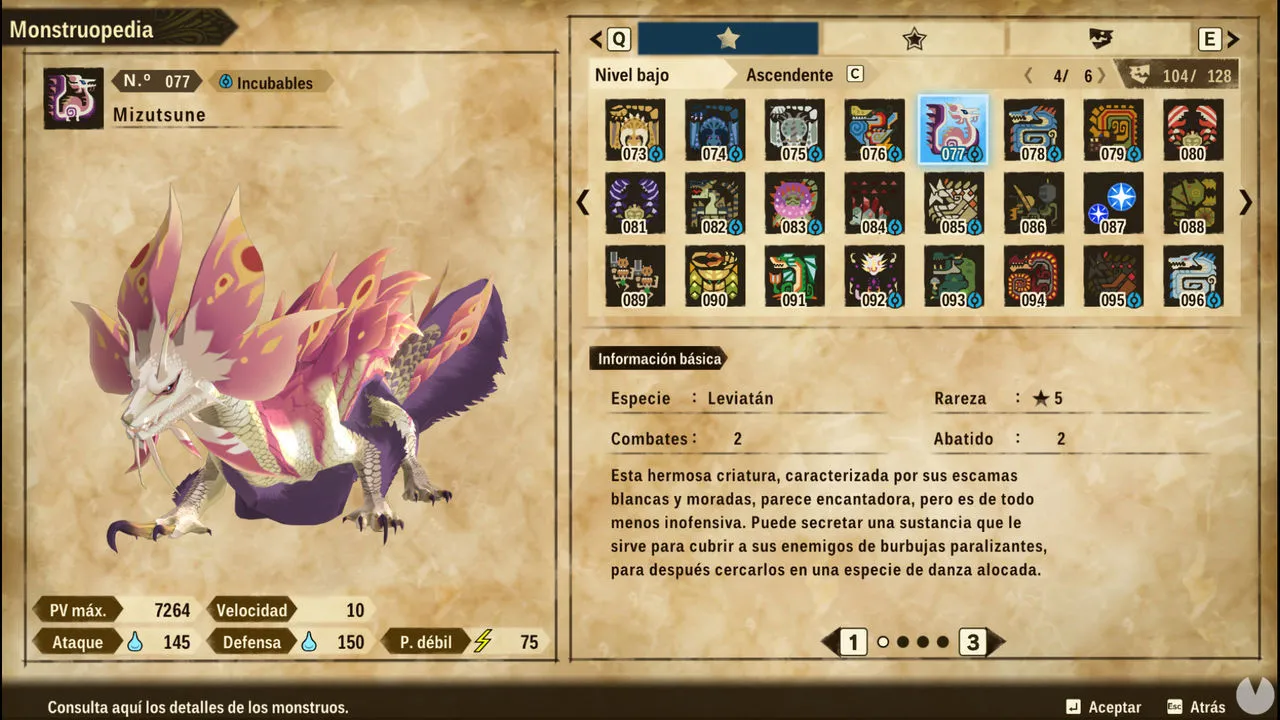 Monstruopedia
N.º 077 Incubables
Mizutsune
PV máx. 7264 Velocidad 10
Ataque 145 Defensa 150 P. débil 75
Q E
Nivel bajo Ascendente C 4/ 6 104/ 128
073 074 075 076 077 078 079 080
081 082 083 084 085 086 087 088
089 090 091 092 093 094 095 096
Información básica
Especie : Leviatán Rareza : ★ 5
Combates : 2 Abatido : 2
Esta hermosa criatura, caracterizada por sus escamas
blancas y moradas, parece encantadora, pero es de todo
menos inofensiva. Puede secretar una sustancia que le
sirve para cubrir a sus enemigos de burbujas paralizantes,
para después cercarlos en una especie de danza alocada.
1 3
Consulta aquí los detalles de los monstruos.
Aceptar Esc Atrás